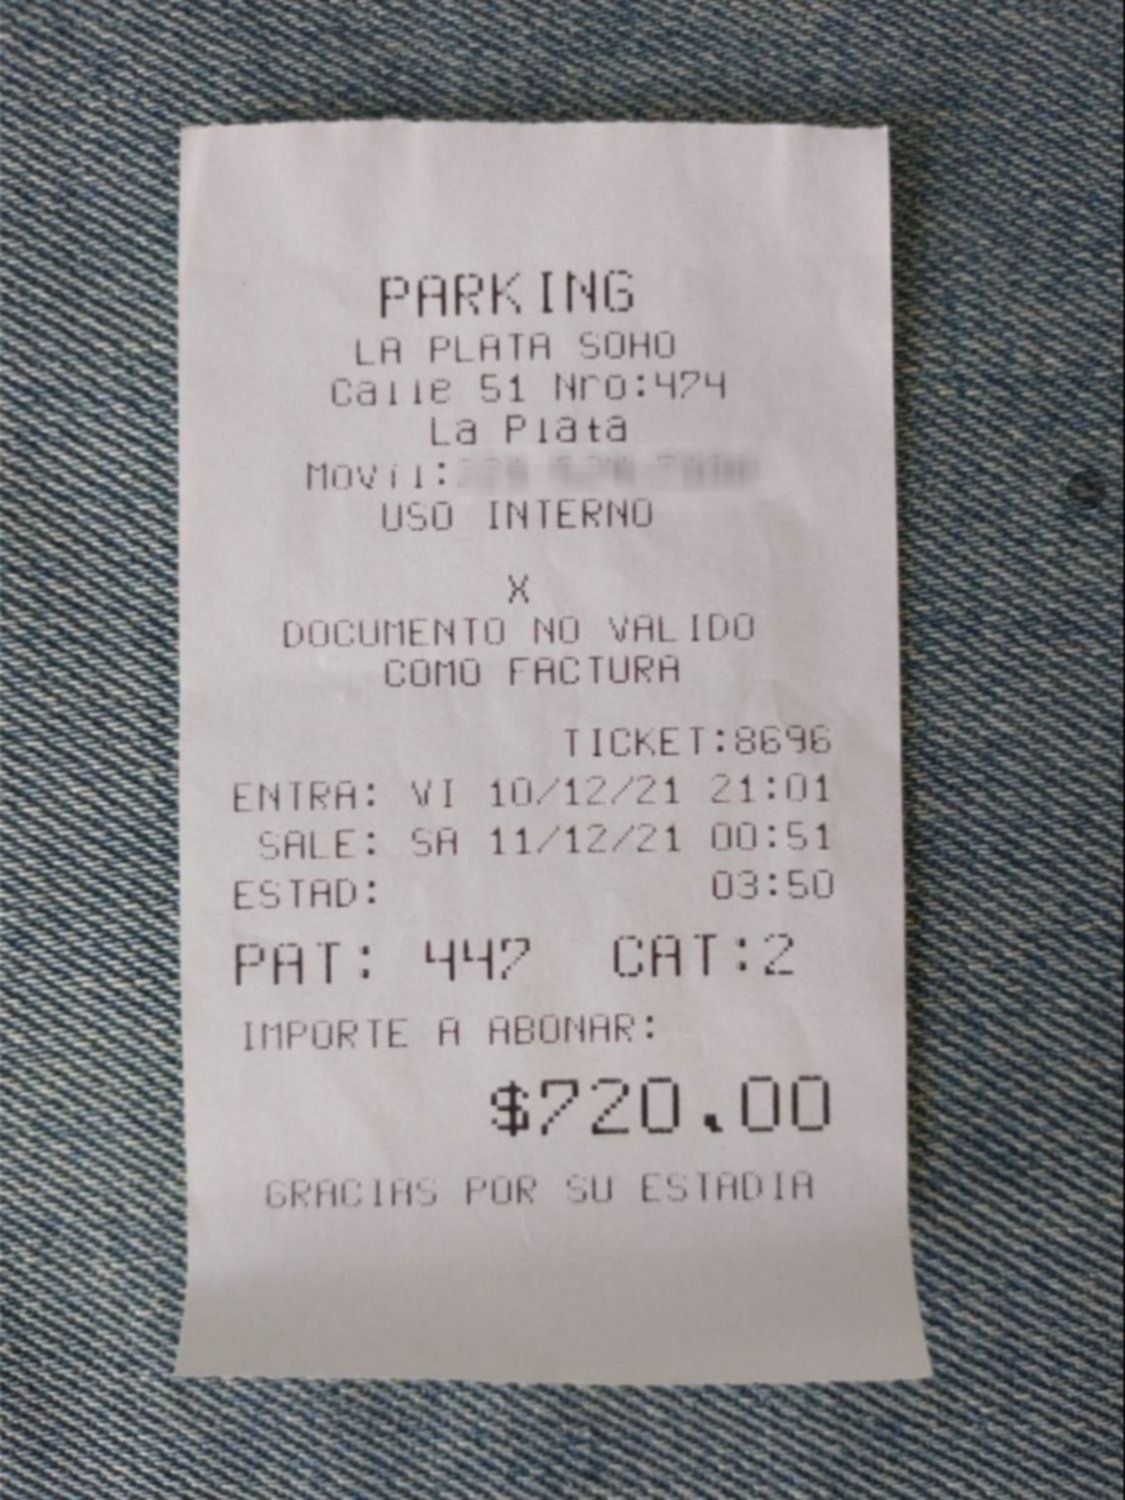 PARKING
LA PLATA SOHO
Calle 51 Nro:474
La Plata
Movil:
USO INTERNO
X
DOCUMENTO NO VALIDO
COMO FACTURA
TICKET:8696
ENTRA: VI 10/12/21 21:01
SALE: SA 11/12/21 00:51
ESTAD: 03:50
PAT: 447 CAT:2
IMPORTE A ABONAR:
$720.00
GRACIAS POR SU ESTADIA